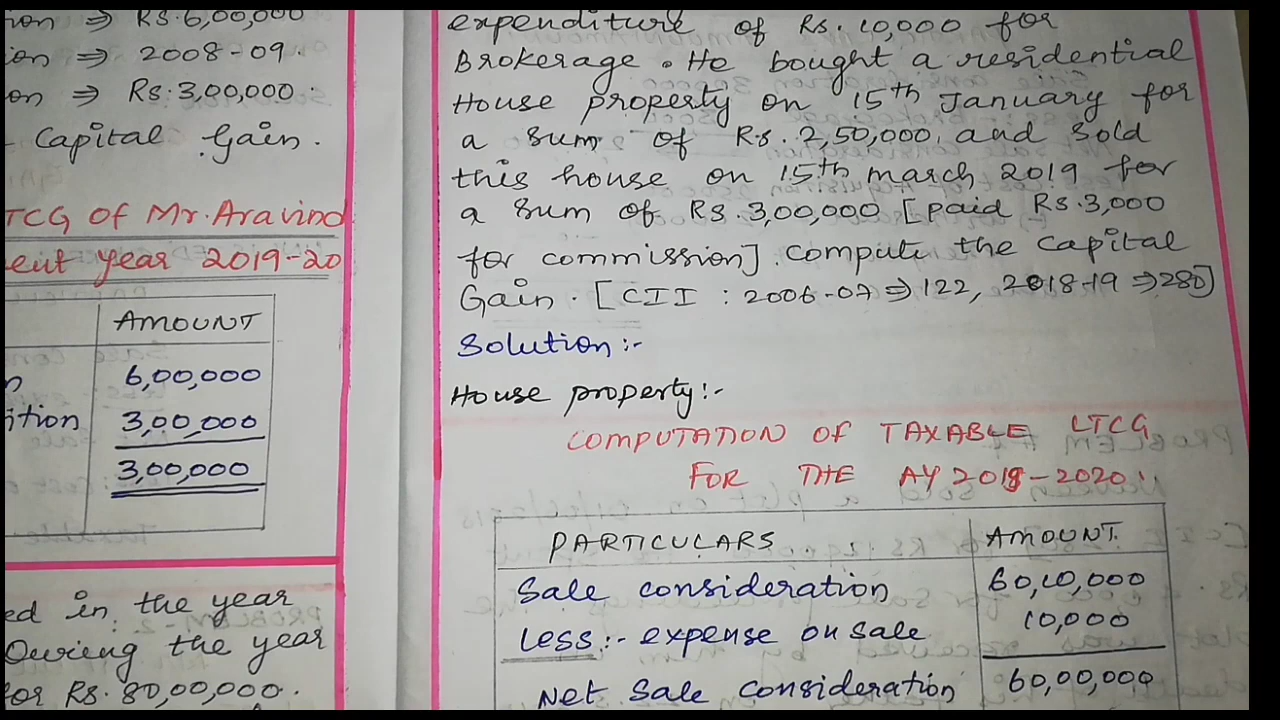 ion ⇒ Rs.6,00,000
on ⇒ 2008-09.
on ⇒ Rs.3,00,000.
Capital Gain.
TCG of Mr. Aravind
ent year 2019-20
AMOUNT
n 6,00,000
ition 3,00,000
3,00,000
ed in the year
During the year
for Rs. 80,00,000.
expenditure of Rs. 10,000 for
Brokerage. He bought a residential
House property on 15th January for
a sum of Rs. 2,50,000, and sold
this house on 15th march 2019 for
a sum of Rs.3,00,000 [paid Rs.3,000
for commission]. Compute the Capital
Gain. [CII : 2006-07 ⇒ 122, 2018-19 ⇒ 280]
Solution:-
House property:-
COMPUTATION OF TAXABLE LTCG
FOR THE AY 2019-2020:
PARTICULARS AMOUNT.
Sale consideration 60,10,000
Less:- expense on sale 10,000
Net Sale consideration 60,00,000